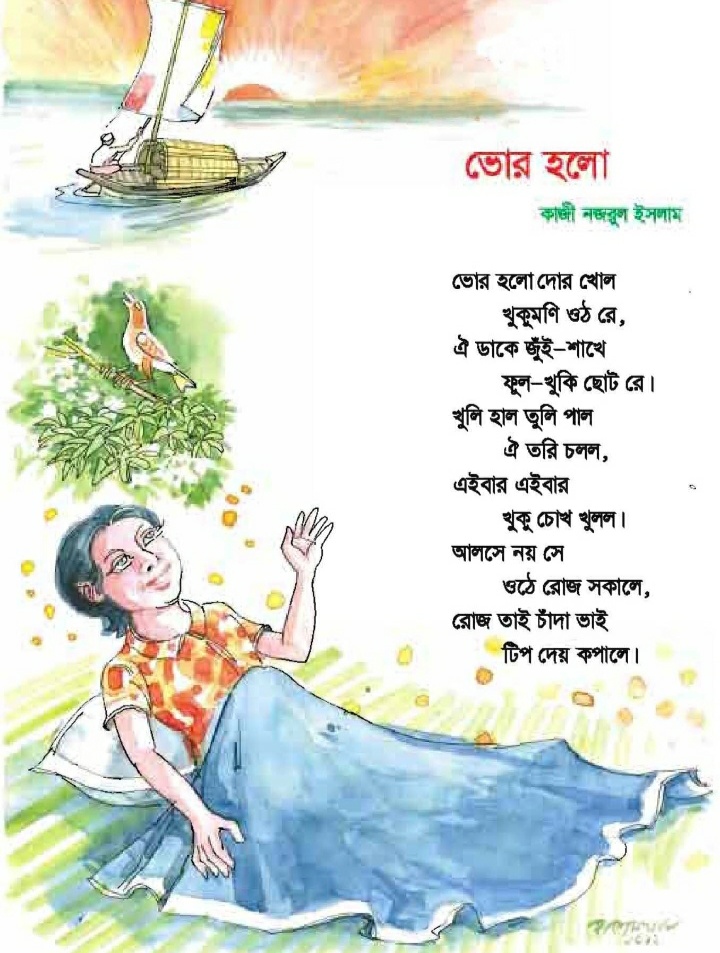 ভোর হলো
কাজী নজরুল ইসলাম
ভোর হলো দোর খোল
খুকুমণি ওঠ রে,
ঐ ডাকে জুঁই-শাখে
ফুল-খুকি ছোট রে।
খুলি হাল তুলি পাল
ঐ তরি চলল,
এইবার এইবার
খুকু চোখ খুলল।
আলসে নয় সে
ওঠে রোজ সকালে,
রোজ তাই চাঁদা ভাই
টিপ দেয় কপালে।